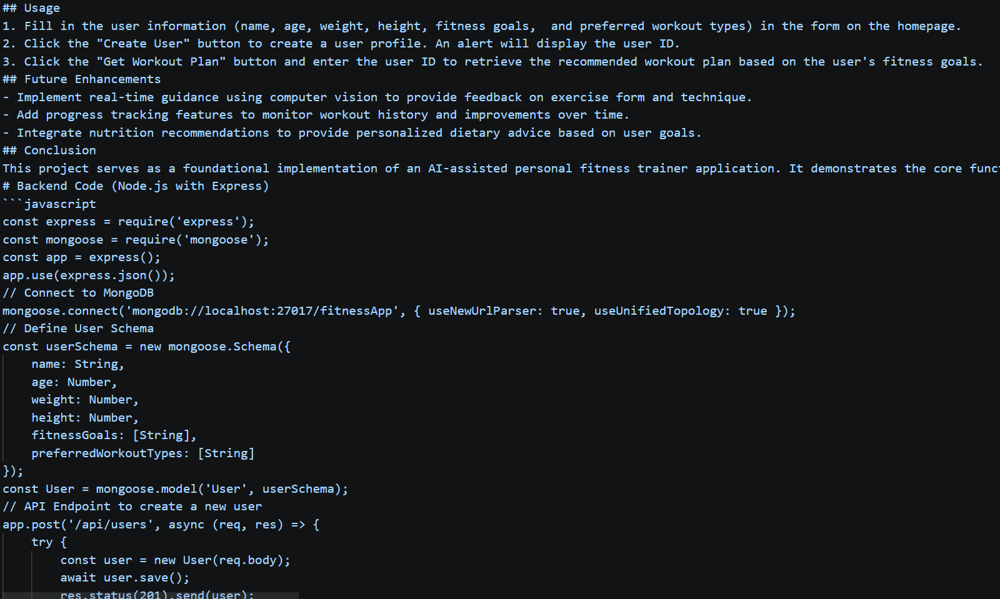 ## Usage
1. Fill in the user information (name, age, weight, height, fitness goals,  and preferred workout types) in the form on the homepage.
2. Click the "Create User" button to create a user profile. An alert will display the user ID.
3. Click the "Get Workout Plan" button and enter the user ID to retrieve the recommended workout plan based on the user's fitness goals.
## Future Enhancements
- Implement real-time guidance using computer vision to provide feedback on exercise form and technique.
- Add progress tracking features to monitor workout history and improvements over time.
- Integrate nutrition recommendations to provide personalized dietary advice based on user goals.
## Conclusion
This project serves as a foundational implementation of an AI-assisted personal fitness trainer application. It demonstrates the core funct
# Backend Code (Node.js with Express)
```javascript
const express = require('express');
const mongoose = require('mongoose');
const app = express();
app.use(express.json());
// Connect to MongoDB
mongoose.connect('mongodb://localhost:27017/fitnessApp', { useNewUrlParser: true, useUnifiedTopology: true });
// Define User Schema
const userSchema = new mongoose.Schema({
    name: String,
    age: Number,
    weight: Number,
    height: Number,
    fitnessGoals: [String],
    preferredWorkoutTypes: [String]
});
const User = mongoose.model('User', userSchema);
// API Endpoint to create a new user
app.post('/api/users', async (req, res) => {
    try {
        const user = new User(req.body);
        await user.save();
        res.status(201).send(user);